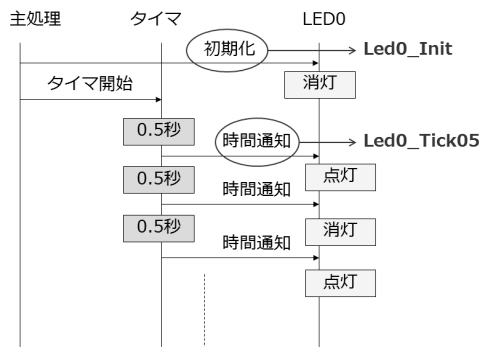 主処理 タイマ LED0
初期化 Led0_Init
消灯
タイマ開始
0.5秒
時間通知 Led0_Tick05
点灯
0.5秒
時間通知
消灯
0.5秒
時間通知
点灯